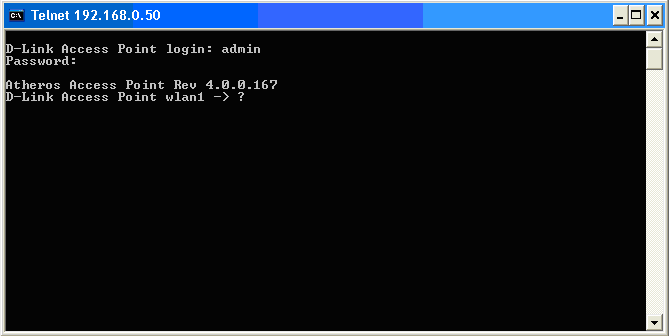 Telnet 192.168.0.50
D-Link Access Point login: admin
Password:
Atheros Access Point Rev 4.0.0.167
D-Link Access Point wlan1 -> ?